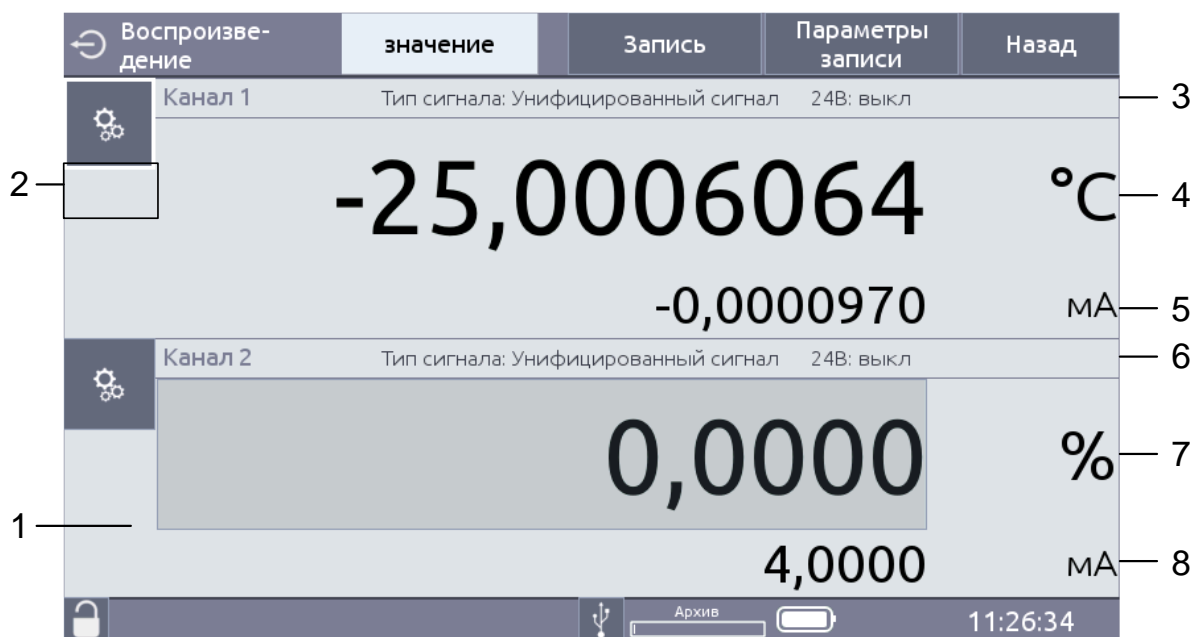 Воспроизве-
дение
значение
Запись
Параметры
записи
Назад
Канал 1 Тип сигнала: Унифицированный сигнал 24В: выкл 3
2 -25,0006064 °C 4
-0,0000970 мА 5
Канал 2 Тип сигнала: Унифицированный сигнал 24В: выкл 6
0,0000 % 7
1
4,0000 мА 8
Архив
11:26:34